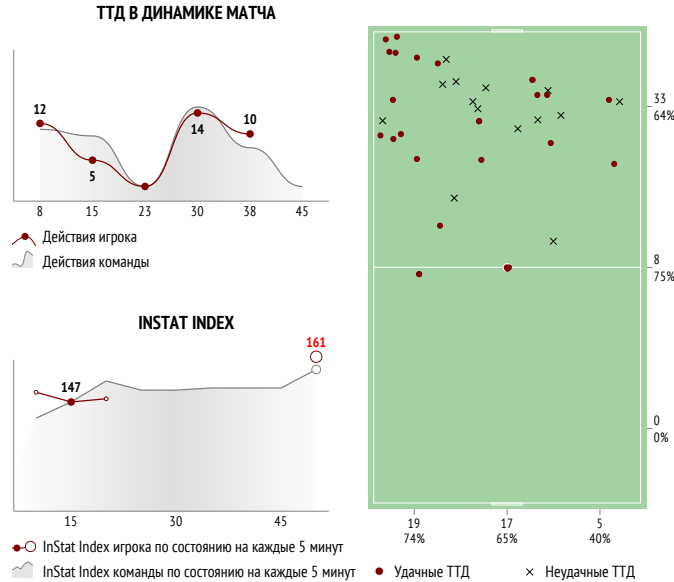 ТТД В ДИНАМИКЕ МАТЧА
12
5
14
10
8 15 23 30 38 45
Действия игрока
Действия команды
INSTAT INDEX
161
147
15 30 45
InStat Index игрока по состоянию на каждые 5 минут
InStat Index команды по состоянию на каждые 5 минут
33
64%
8
75%
0
0%
19 17 5
74% 65% 40%
Удачные ТТД Неудачные ТТД